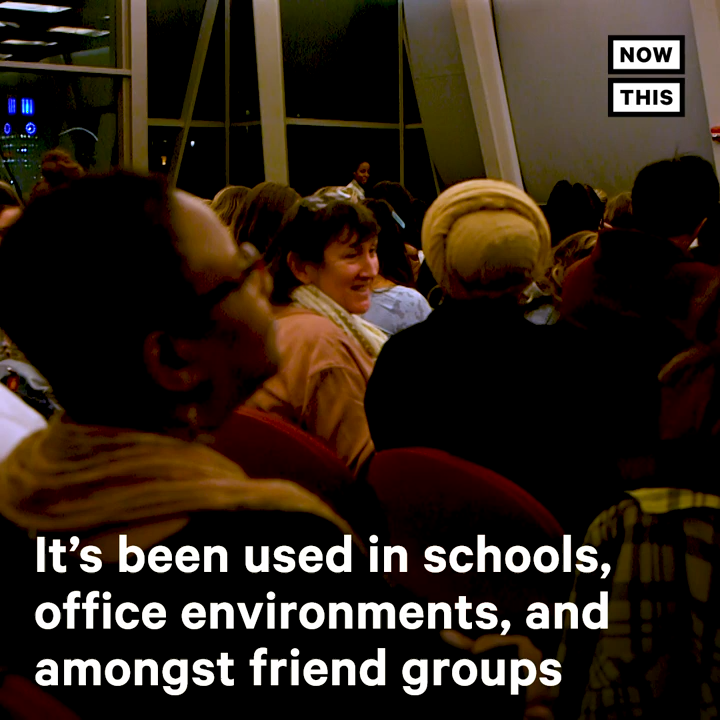 NOW
THIS
It’s been used in schools,
office environments, and
amongst friend groups